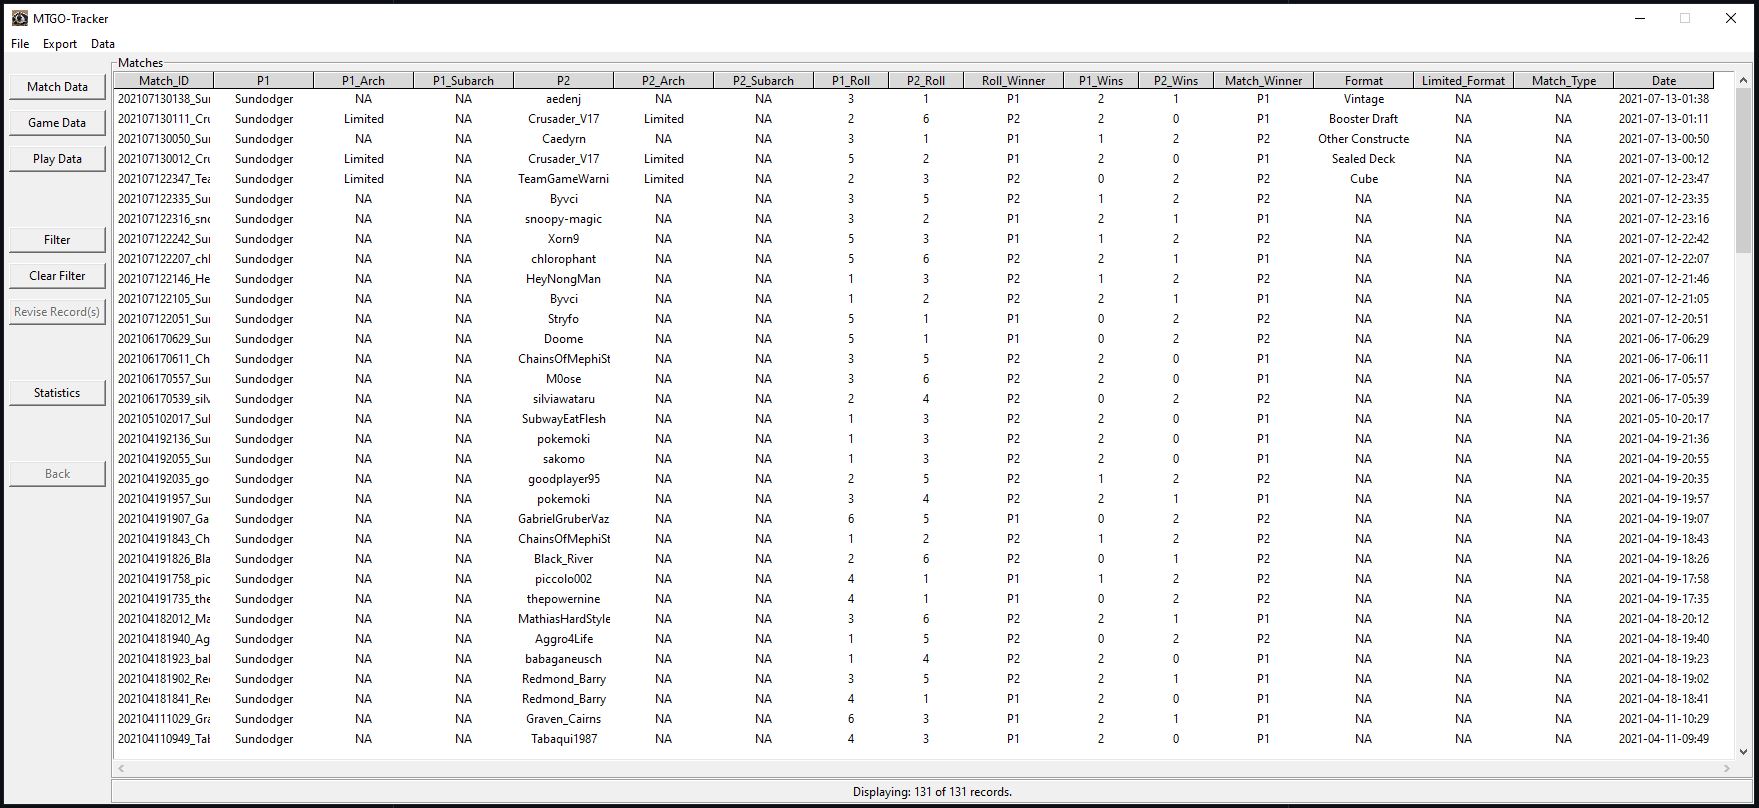 MTGO-Tracker
File Export Data
Matches
Match_ID P1 P1_Arch P1_Subarch P2 P2_Arch P2_Subarch P1_Roll P2_Roll Roll_Winner P1_Wins P2_Wins Match_Winner Format Limited_Format Match_Type Date
Match Data
Game Data
Play Data
Filter
Clear Filter
Revise Record(s)
Statistics
Back
202107130138_Sur Sundodger NA NA aedenj NA NA 3 1 P1 2 1 P1 Vintage NA NA 2021-07-13-01:38
202107130111_Cru Sundodger Limited NA Crusader_V17 Limited NA 2 6 P2 2 0 P1 Booster Draft NA NA 2021-07-13-01:11
202107130050_Sur Sundodger NA NA Caedyrn NA NA 3 1 P1 1 2 P2 Other Constructe NA NA 2021-07-13-00:50
202107130012_Cru Sundodger Limited NA Crusader_V17 Limited NA 5 2 P1 2 0 P1 Sealed Deck NA NA 2021-07-13-00:12
202107122347_Tea Sundodger Limited NA TeamGameWarni Limited NA 2 3 P2 0 2 P2 Cube NA NA 2021-07-12-23:47
202107122335_Sur Sundodger NA NA Byvci NA NA 3 5 P2 1 2 P2 NA NA NA 2021-07-12-23:35
202107122316_sno Sundodger NA NA snoopy-magic NA NA 3 2 P1 2 1 P1 NA NA NA 2021-07-12-23:16
202107122242_Sur Sundodger NA NA Xorn9 NA NA 5 3 P1 1 2 P2 NA NA NA 2021-07-12-22:42
202107122207_chl Sundodger NA NA chlorophant NA NA 5 6 P2 2 1 P1 NA NA NA 2021-07-12-22:07
202107122146_He Sundodger NA NA HeyNongMan NA NA 1 3 P2 1 2 P2 NA NA NA 2021-07-12-21:46
202107122105_Sur Sundodger NA NA Byvci NA NA 1 2 P2 2 1 P1 NA NA NA 2021-07-12-21:05
202107122051_Sur Sundodger NA NA Stryfo NA NA 5 1 P1 0 2 P2 NA NA NA 2021-07-12-20:51
202106170629_Sur Sundodger NA NA Doome NA NA 5 1 P1 0 2 P2 NA NA NA 2021-06-17-06:29
202106170611_Ch Sundodger NA NA ChainsOfMephiSt NA NA 3 5 P2 2 0 P1 NA NA NA 2021-06-17-06:11
202106170557_Sur Sundodger NA NA M0ose NA NA 3 6 P2 2 0 P1 NA NA NA 2021-06-17-05:57
202106170539_silv Sundodger NA NA silviawataru NA NA 2 4 P2 0 2 P2 NA NA NA 2021-06-17-05:39
202105102017_Sul Sundodger NA NA SubwayEatFlesh NA NA 1 3 P2 2 0 P1 NA NA NA 2021-05-10-20:17
202104192136_Sur Sundodger NA NA pokemoki NA NA 1 3 P2 2 0 P1 NA NA NA 2021-04-19-21:36
202104192055_Sur Sundodger NA NA sakomo NA NA 1 3 P2 2 0 P1 NA NA NA 2021-04-19-20:55
202104192035_go Sundodger NA NA goodplayer95 NA NA 2 5 P2 1 2 P2 NA NA NA 2021-04-19-20:35
202104191957_Sur Sundodger NA NA pokemoki NA NA 3 4 P2 2 1 P1 NA NA NA 2021-04-19-19:57
202104191907_Ga Sundodger NA NA GabrielGruberVaz NA NA 6 5 P1 0 2 P2 NA NA NA 2021-04-19-19:07
202104191843_Ch Sundodger NA NA ChainsOfMephiSt NA NA 1 2 P2 1 2 P2 NA NA NA 2021-04-19-18:43
202104191826_Bla Sundodger NA NA Black_River NA NA 2 6 P2 0 1 P2 NA NA NA 2021-04-19-18:26
202104191758_pic Sundodger NA NA piccolo002 NA NA 4 1 P1 1 2 P2 NA NA NA 2021-04-19-17:58
202104191735_the Sundodger NA NA thepowernine NA NA 4 1 P1 0 2 P2 NA NA NA 2021-04-19-17:35
202104182012_Ma Sundodger NA NA MathiasHardStyle NA NA 3 6 P2 2 1 P1 NA NA NA 2021-04-18-20:12
202104181940_Ag Sundodger NA NA Aggro4Life NA NA 1 5 P2 0 2 P2 NA NA NA 2021-04-18-19:40
202104181923_bal Sundodger NA NA babaganeusch NA NA 1 4 P2 2 0 P1 NA NA NA 2021-04-18-19:23
202104181902_Re Sundodger NA NA Redmond_Barry NA NA 3 5 P2 2 1 P1 NA NA NA 2021-04-18-19:02
202104181841_Re Sundodger NA NA Redmond_Barry NA NA 4 1 P1 2 0 P1 NA NA NA 2021-04-18-18:41
202104111029_Gra Sundodger NA NA Graven_Cairns NA NA 6 3 P1 2 1 P1 NA NA NA 2021-04-11-10:29
202104110949_Tab Sundodger NA NA Tabaqui1987 NA NA 4 3 P1 2 0 P1 NA NA NA 2021-04-11-09:49
Displaying: 131 of 131 records.